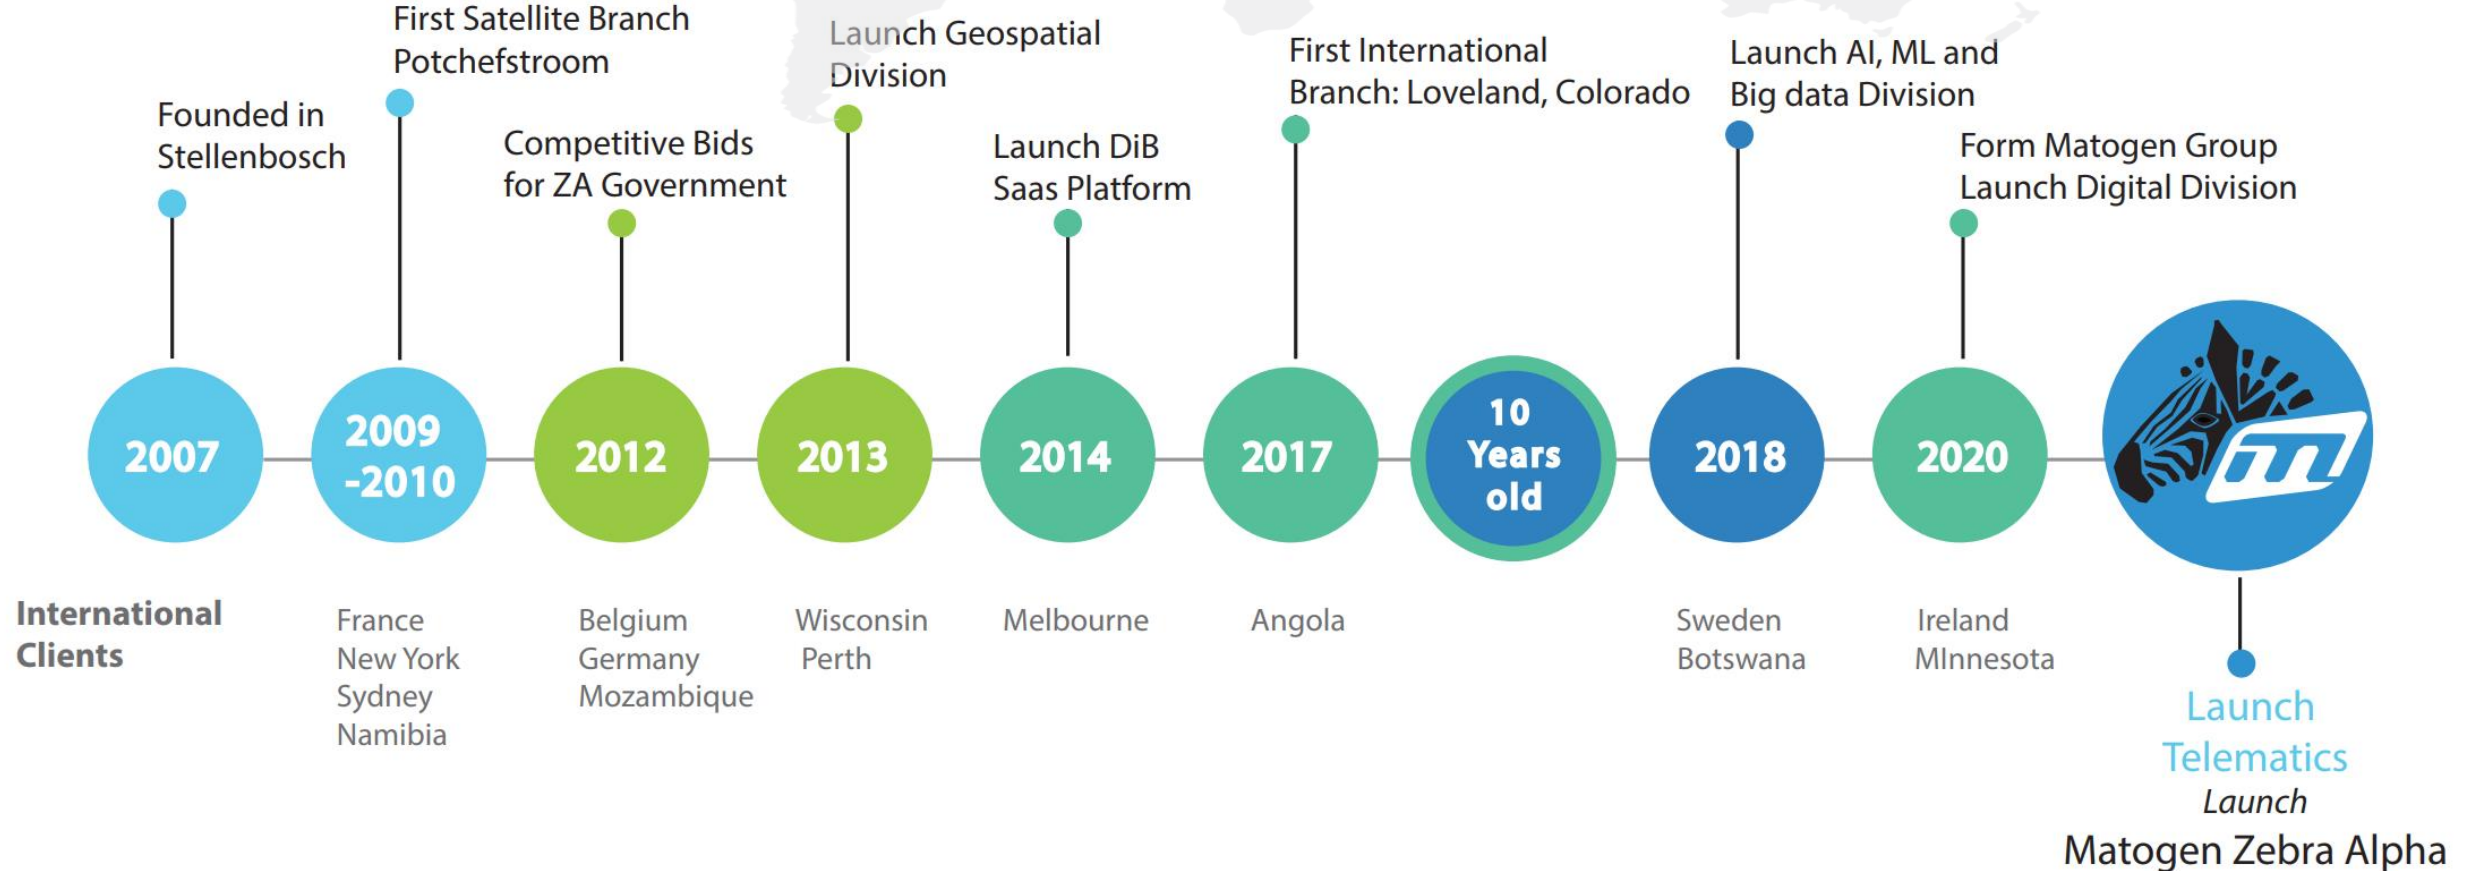 First Satellite Branch
Potchefstroom
Founded in
Stellenbosch
Competitive Bids
for ZA Government
Launch Geospatial
Division
Launch DiB
Saas Platform
First International
Branch: Loveland, Colorado
Launch AI, ML and
Big data Division
Form Matogen Group
Launch Digital Division
2007
2009
-2010
2012
2013
2014
2017
10
Years
old
2018
2020
m
International
Clients
France
New York
Sydney
Namibia
Belgium
Germany
Mozambique
Wisconsin
Perth
Melbourne
Angola
Sweden
Botswana
Ireland
MInnesota
Launch
Telematics
Launch
Matogen Zebra Alpha